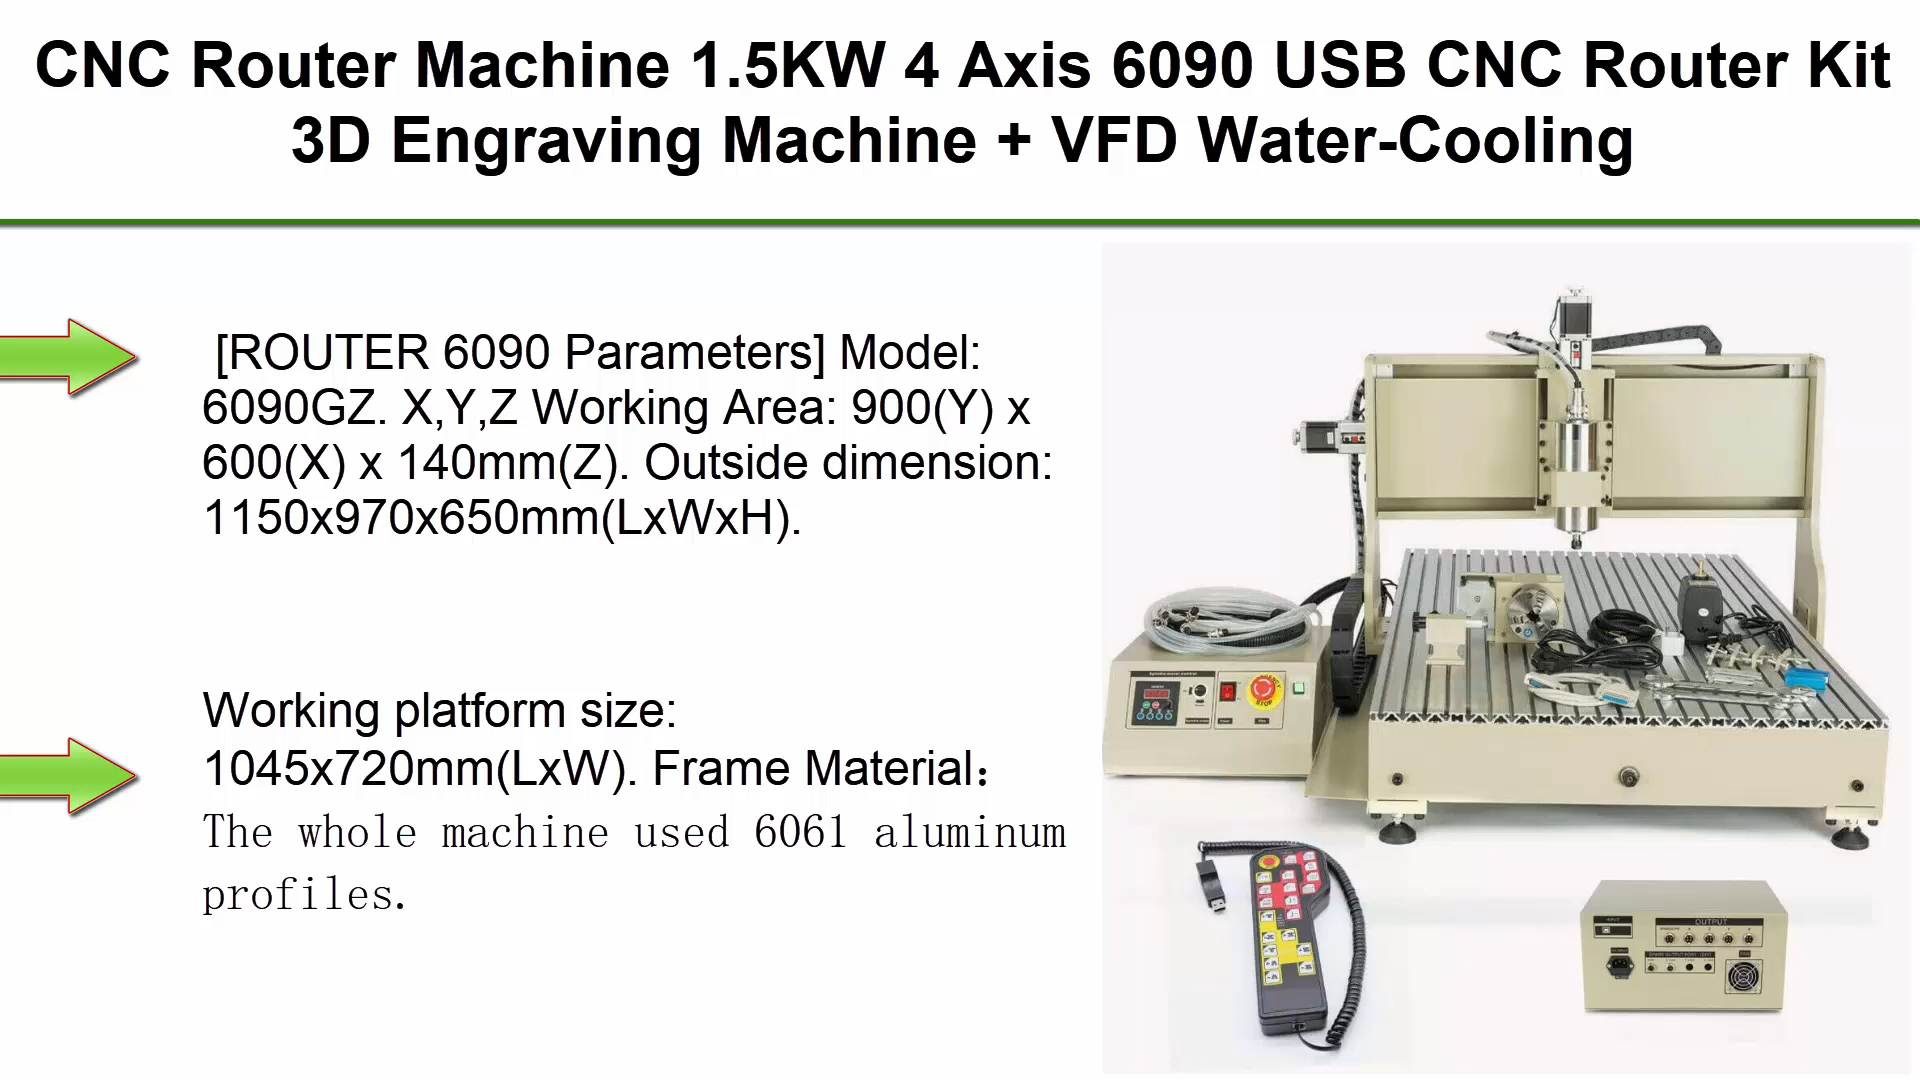 CNC Router Machine 1.5KW 4 Axis 6090 USB CNC Router Kit
3D Engraving Machine + VFD Water-Cooling
[ROUTER 6090 Parameters] Model:
6090GZ. X,Y,Z Working Area: 900(Y) x
600(X) x 140mm(Z). Outside dimension:
1150x970x650mm(LxWxH).
Working platform size:
1045x720mm(LxW). Frame Material：
The whole machine used 6061 aluminum
profiles.
STOP
OUTPUT